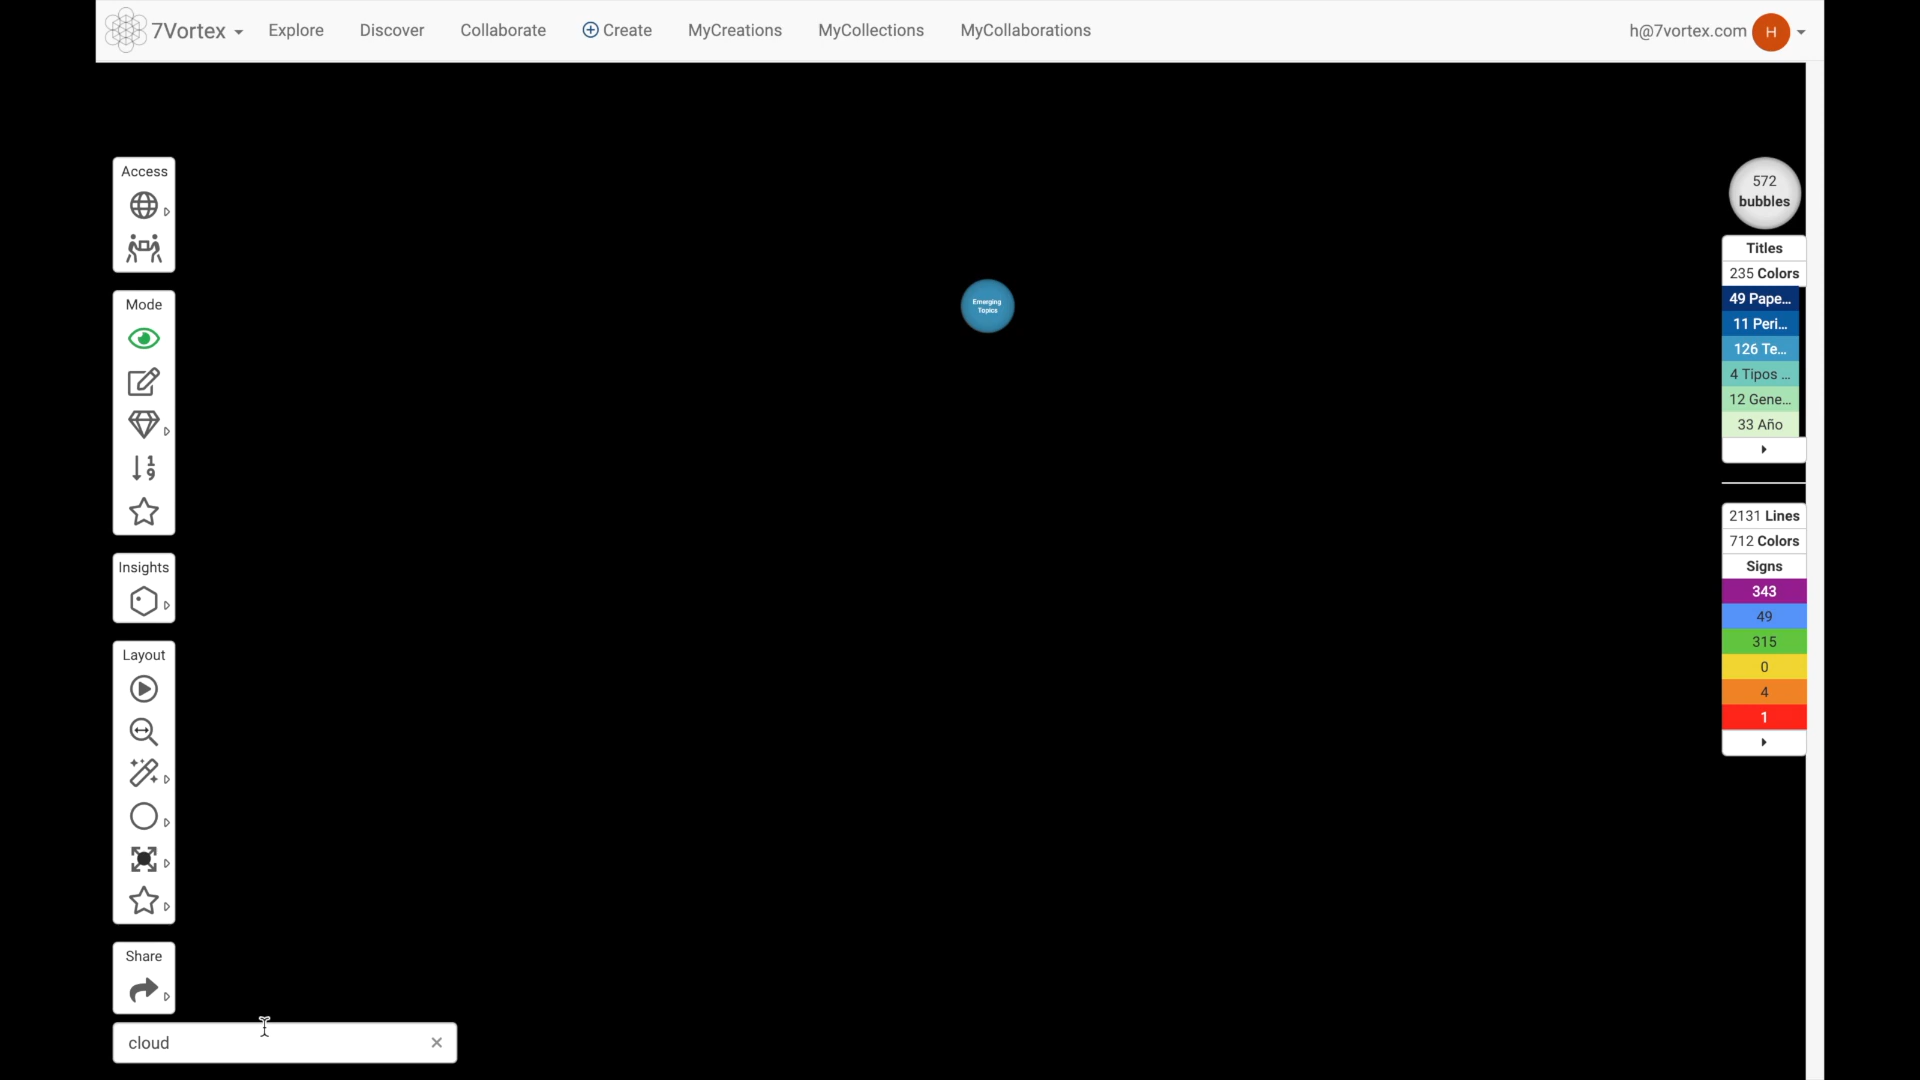 7Vortex Explore Discover Collaborate Create MyCreations MyCollections MyCollaborations h@7vortex.com H
Access
Mode
Insights
Layout
Share
cloud
Emerging
Topics
572
bubbles
Titles
235 Colors
49 Pape...
11 Peri...
126 Te...
4 Tipos ...
12 Gene...
33 Año
2131 Lines
712 Colors
Signs
343
49
315
0
4
1